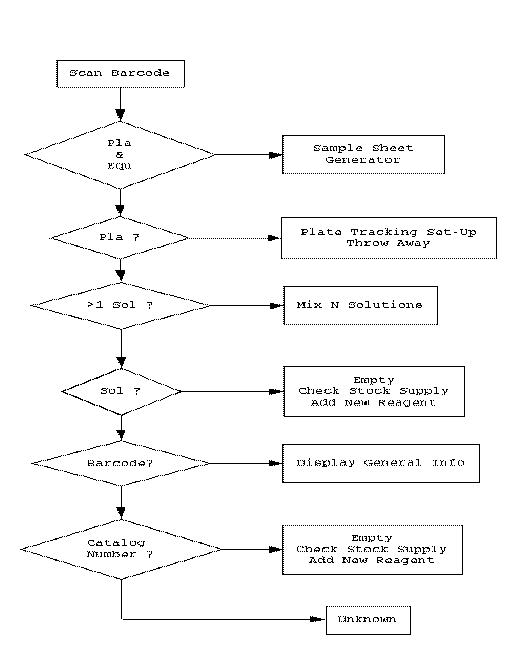 Scan Barcode
Pla
&
Equ
Sample Sheet
Generator
Pla ?
Plate Tracking Set-Up
Throw Away
>1 Sol ?
Mix N Solutions
Sol ?
Empty
Check Stock Supply
Add New Reagent
Barcode?
Display General Info
Catalog
Number ?
Empty
Check Stock Supply
Add New Reagent
Unknown